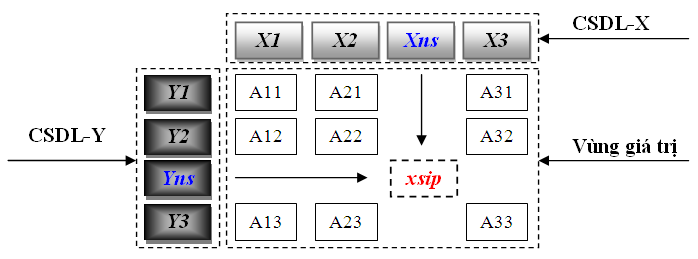 X1 X2 Xns X3
CSDL-X
Y1 A11 A21 A31
CSDL-Y
Y2 A12 A22 A32
Vùng giá trị
Yns xsip
Y3 A13 A23 A33